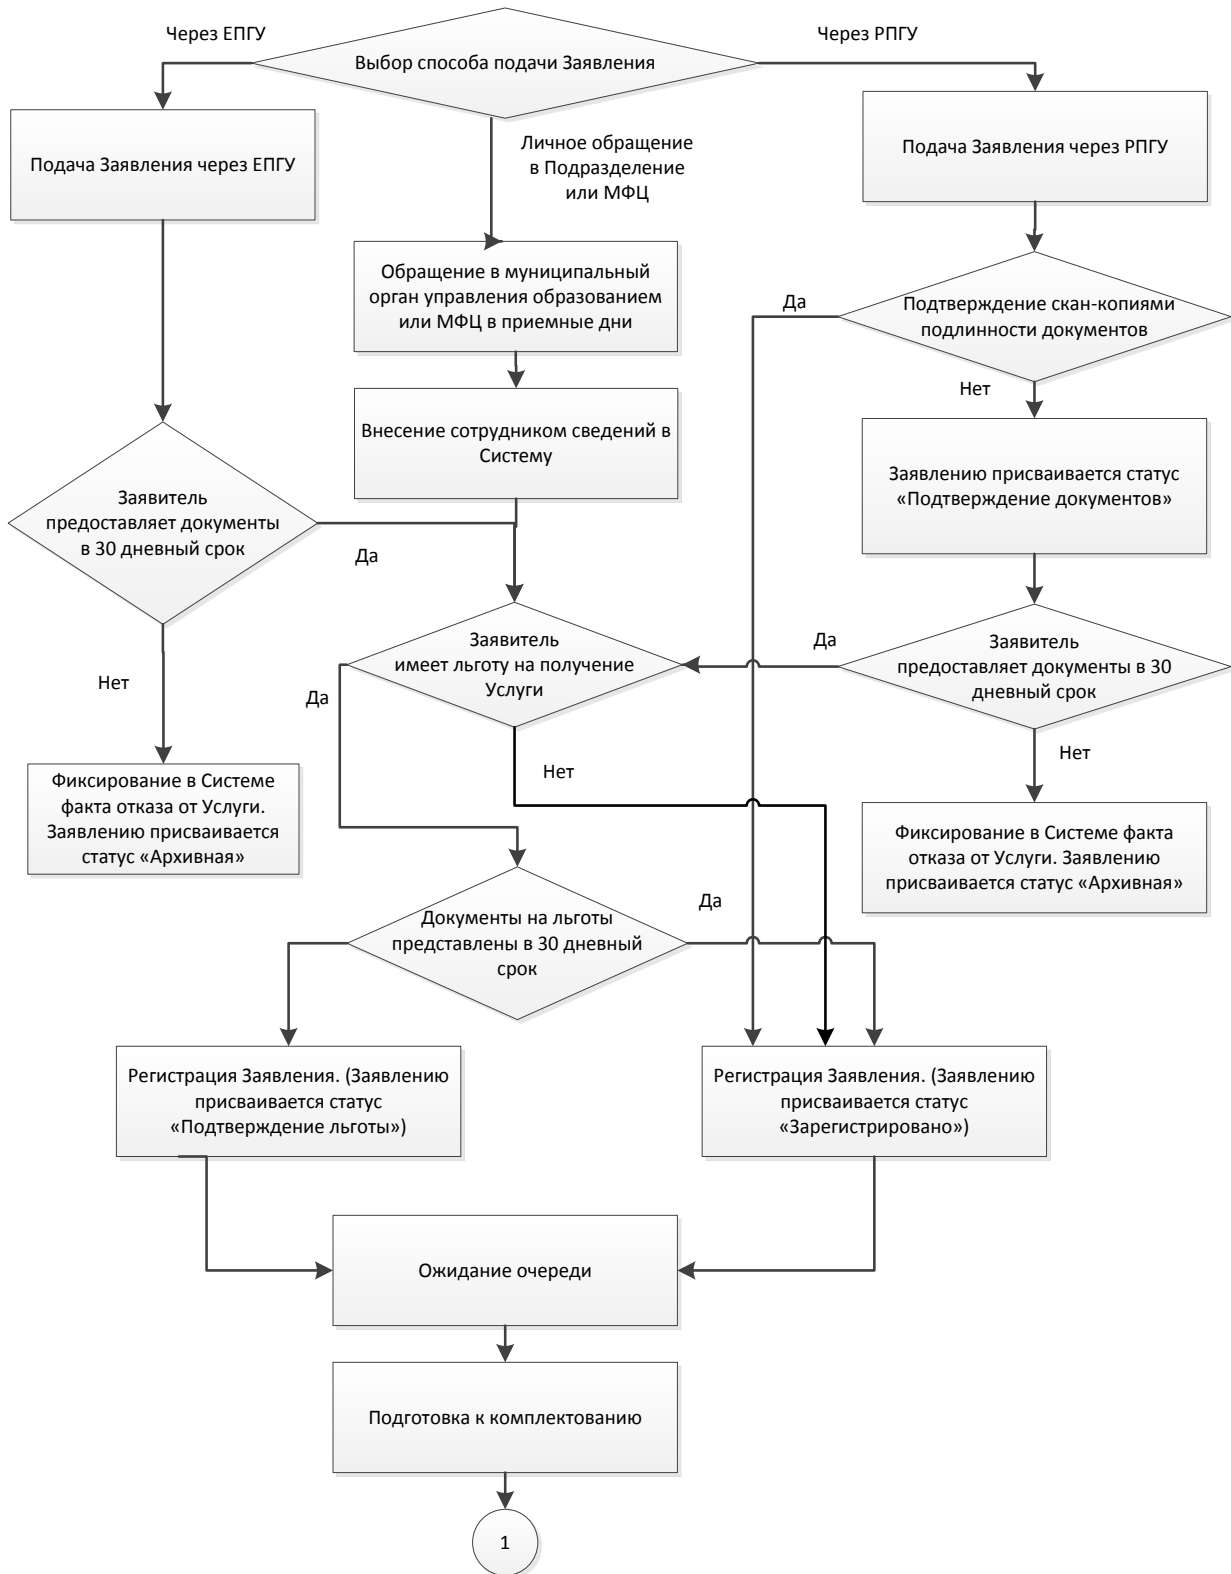 Через ЕПГУ
Выбор способа подачи Заявления
Через РПГУ
Подача Заявления через ЕПГУ
Личное обращение
в Подразделение
или МФЦ
Подача Заявления через РПГУ
Обращение в муниципальный
орган управления образованием
или МФЦ в приемные дни
Да
Подтверждение скан-копиями
подлинности документов
Нет
Внесение сотрудником сведений в
Систему
Заявлению присваивается статус
«Подтверждение документов»
Заявитель
предоставляет документы
в 30 дневный срок
Да
Нет
Заявитель
имеет льготу на получение
Услуги
Да
Нет
Да
Заявитель
предоставляет документы в 30
дневный срок
Нет
Фиксирование в Системе
факта отказа от Услуги.
Заявлению присваивается
статус «Архивная»
Фиксирование в Системе факта
отказа от Услуги. Заявлению
присваивается статус «Архивная»
Документы на льготы
представлены в 30 дневный
срок
Да
Регистрация Заявления. (Заявлению
присваивается статус
«Подтверждение льготы»)
Регистрация Заявления. (Заявлению
присваивается статус
«Зарегистрировано»)
Ожидание очереди
Подготовка к комплектованию
1